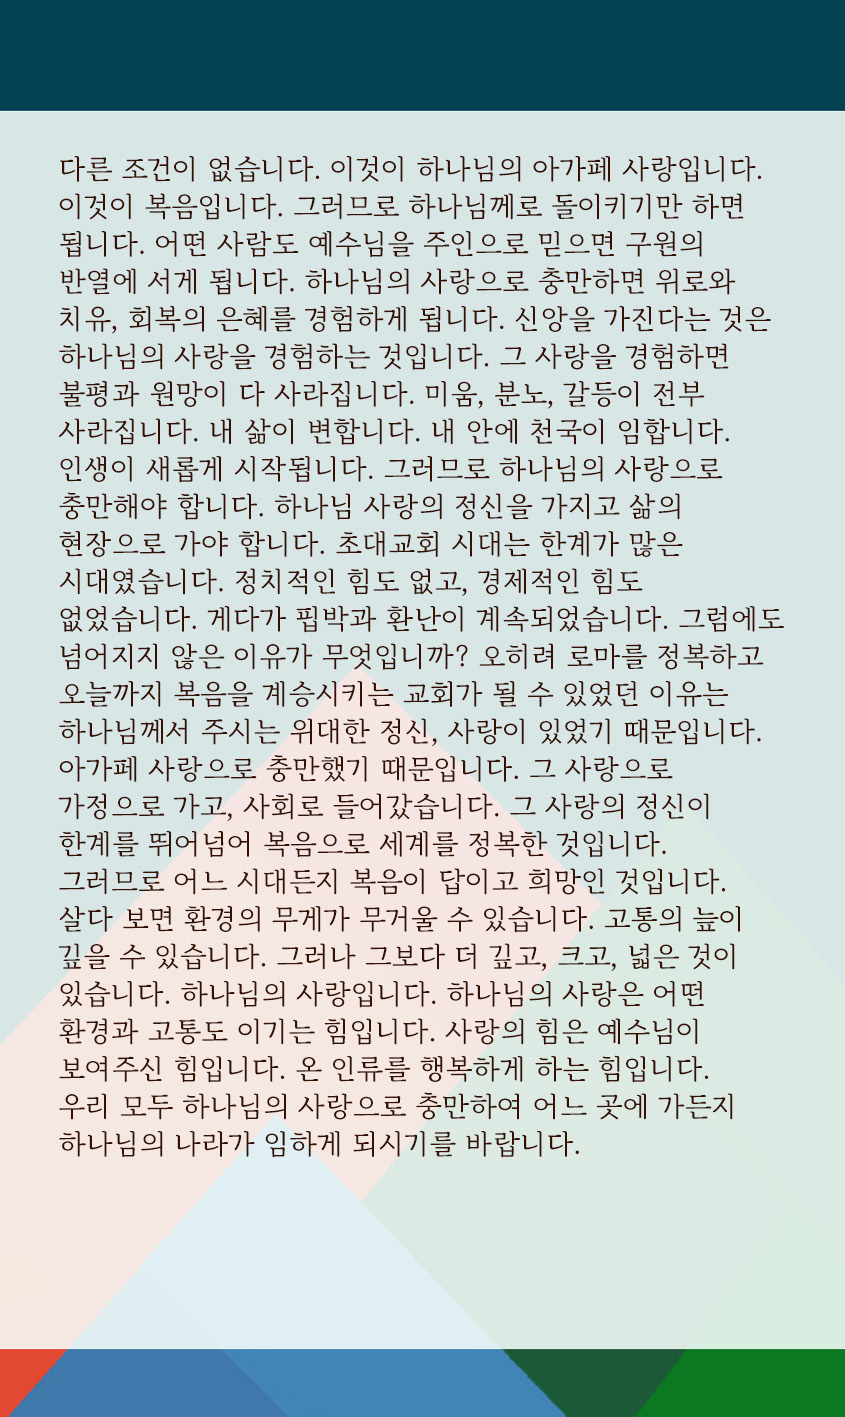 다른 조건이 없습니다. 이것이 하나님의 아가페 사랑입니다.
이것이 복음입니다. 그러므로 하나님께로 돌이키기만 하면
됩니다. 어떤 사람도 예수님을 주인으로 믿으면 구원의
반열에 서게 됩니다. 하나님의 사랑으로 충만하면 위로와
치유, 회복의 은혜를 경험하게 됩니다. 신앙을 가진다는 것은
하나님의 사랑을 경험하는 것입니다. 그 사랑을 경험하면
불평과 원망이 다 사라집니다. 미움, 분노, 갈등이 전부
사라집니다. 내 삶이 변합니다. 내 안에 천국이 임합니다.
인생이 새롭게 시작됩니다. 그러므로 하나님의 사랑으로
충만해야 합니다. 하나님 사랑의 정신을 가지고 삶의
현장으로 가야 합니다. 초대교회 시대는 한계가 많은
시대였습니다. 정치적인 힘도 없고, 경제적인 힘도
없었습니다. 게다가 핍박과 환난이 계속되었습니다. 그럼에도
넘어지지 않은 이유가 무엇입니까? 오히려 로마를 정복하고
오늘까지 복음을 계승시키는 교회가 될 수 있었던 이유는
하나님께서 주시는 위대한 정신, 사랑이 있었기 때문입니다.
아가페 사랑으로 충만했기 때문입니다. 그 사랑으로
가정으로 가고, 사회로 들어갔습니다. 그 사랑의 정신이
한계를 뛰어넘어 복음으로 세계를 정복한 것입니다.
그러므로 어느 시대든지 복음이 답이고 희망인 것입니다.
살다 보면 환경의 무게가 무거울 수 있습니다. 고통의 늪이
깊을 수 있습니다. 그러나 그보다 더 깊고, 크고, 넓은 것이
있습니다. 하나님의 사랑입니다. 하나님의 사랑은 어떤
환경과 고통도 이기는 힘입니다. 사랑의 힘은 예수님이
보여주신 힘입니다. 온 인류를 행복하게 하는 힘입니다.
우리 모두 하나님의 사랑으로 충만하여 어느 곳에 가든지
하나님의 나라가 임하게 되시기를 바랍니다.